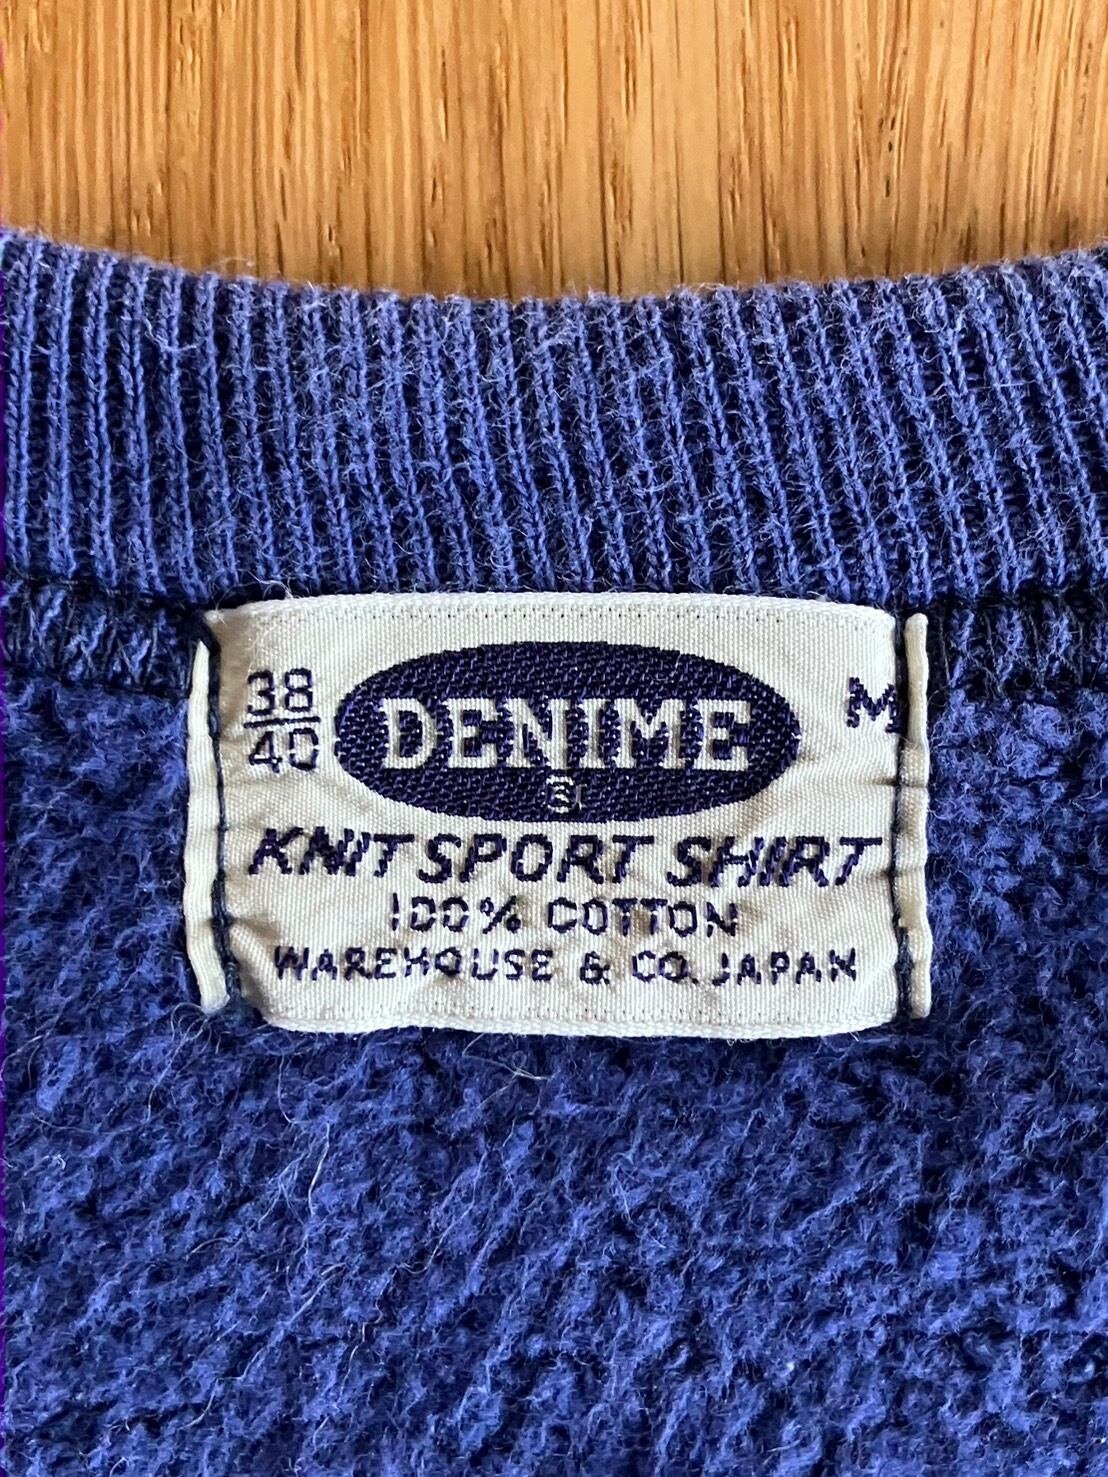 38
40
DENIME
M
KNIT SPORT SHIRT
100% COTTON
WAREHOUSE & CO. JAPAN